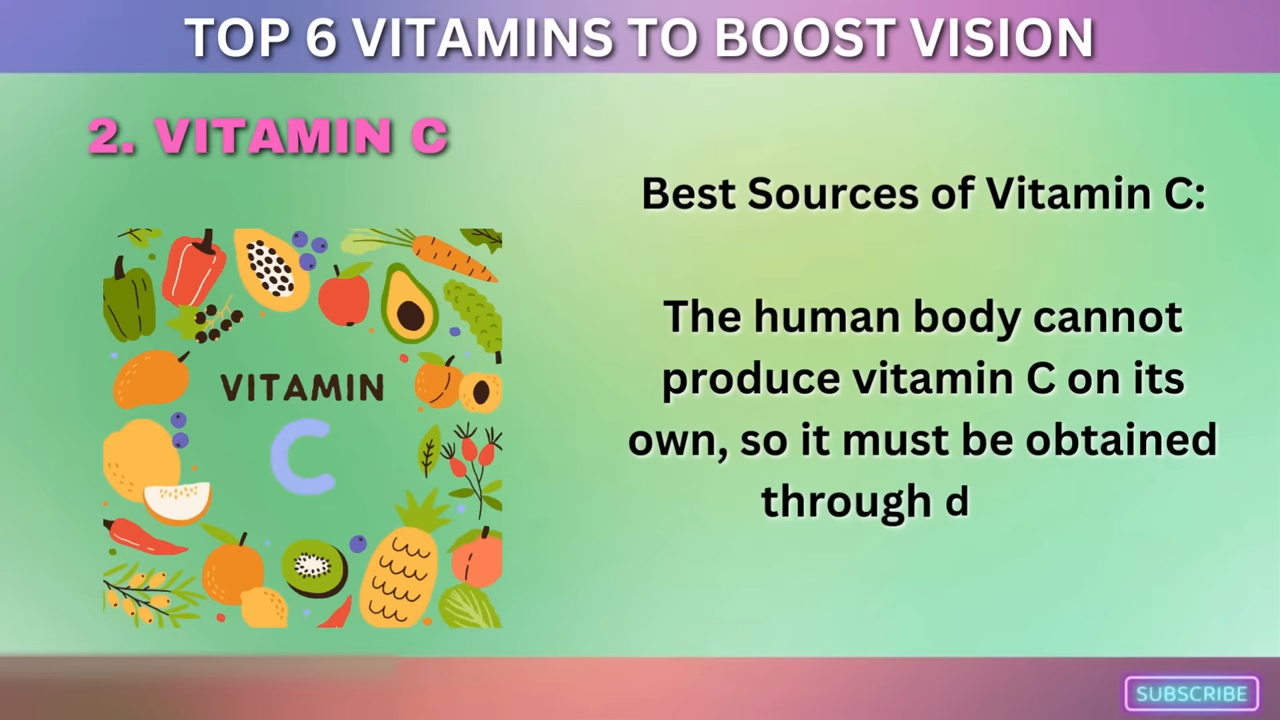 TOP 6 VITAMINS TO BOOST VISION
2. VITAMIN C
VITAMIN
C
Best Sources of Vitamin C:
The human body cannot
produce vitamin C on its
own, so it must be obtained
through d
SUBSCRIBE